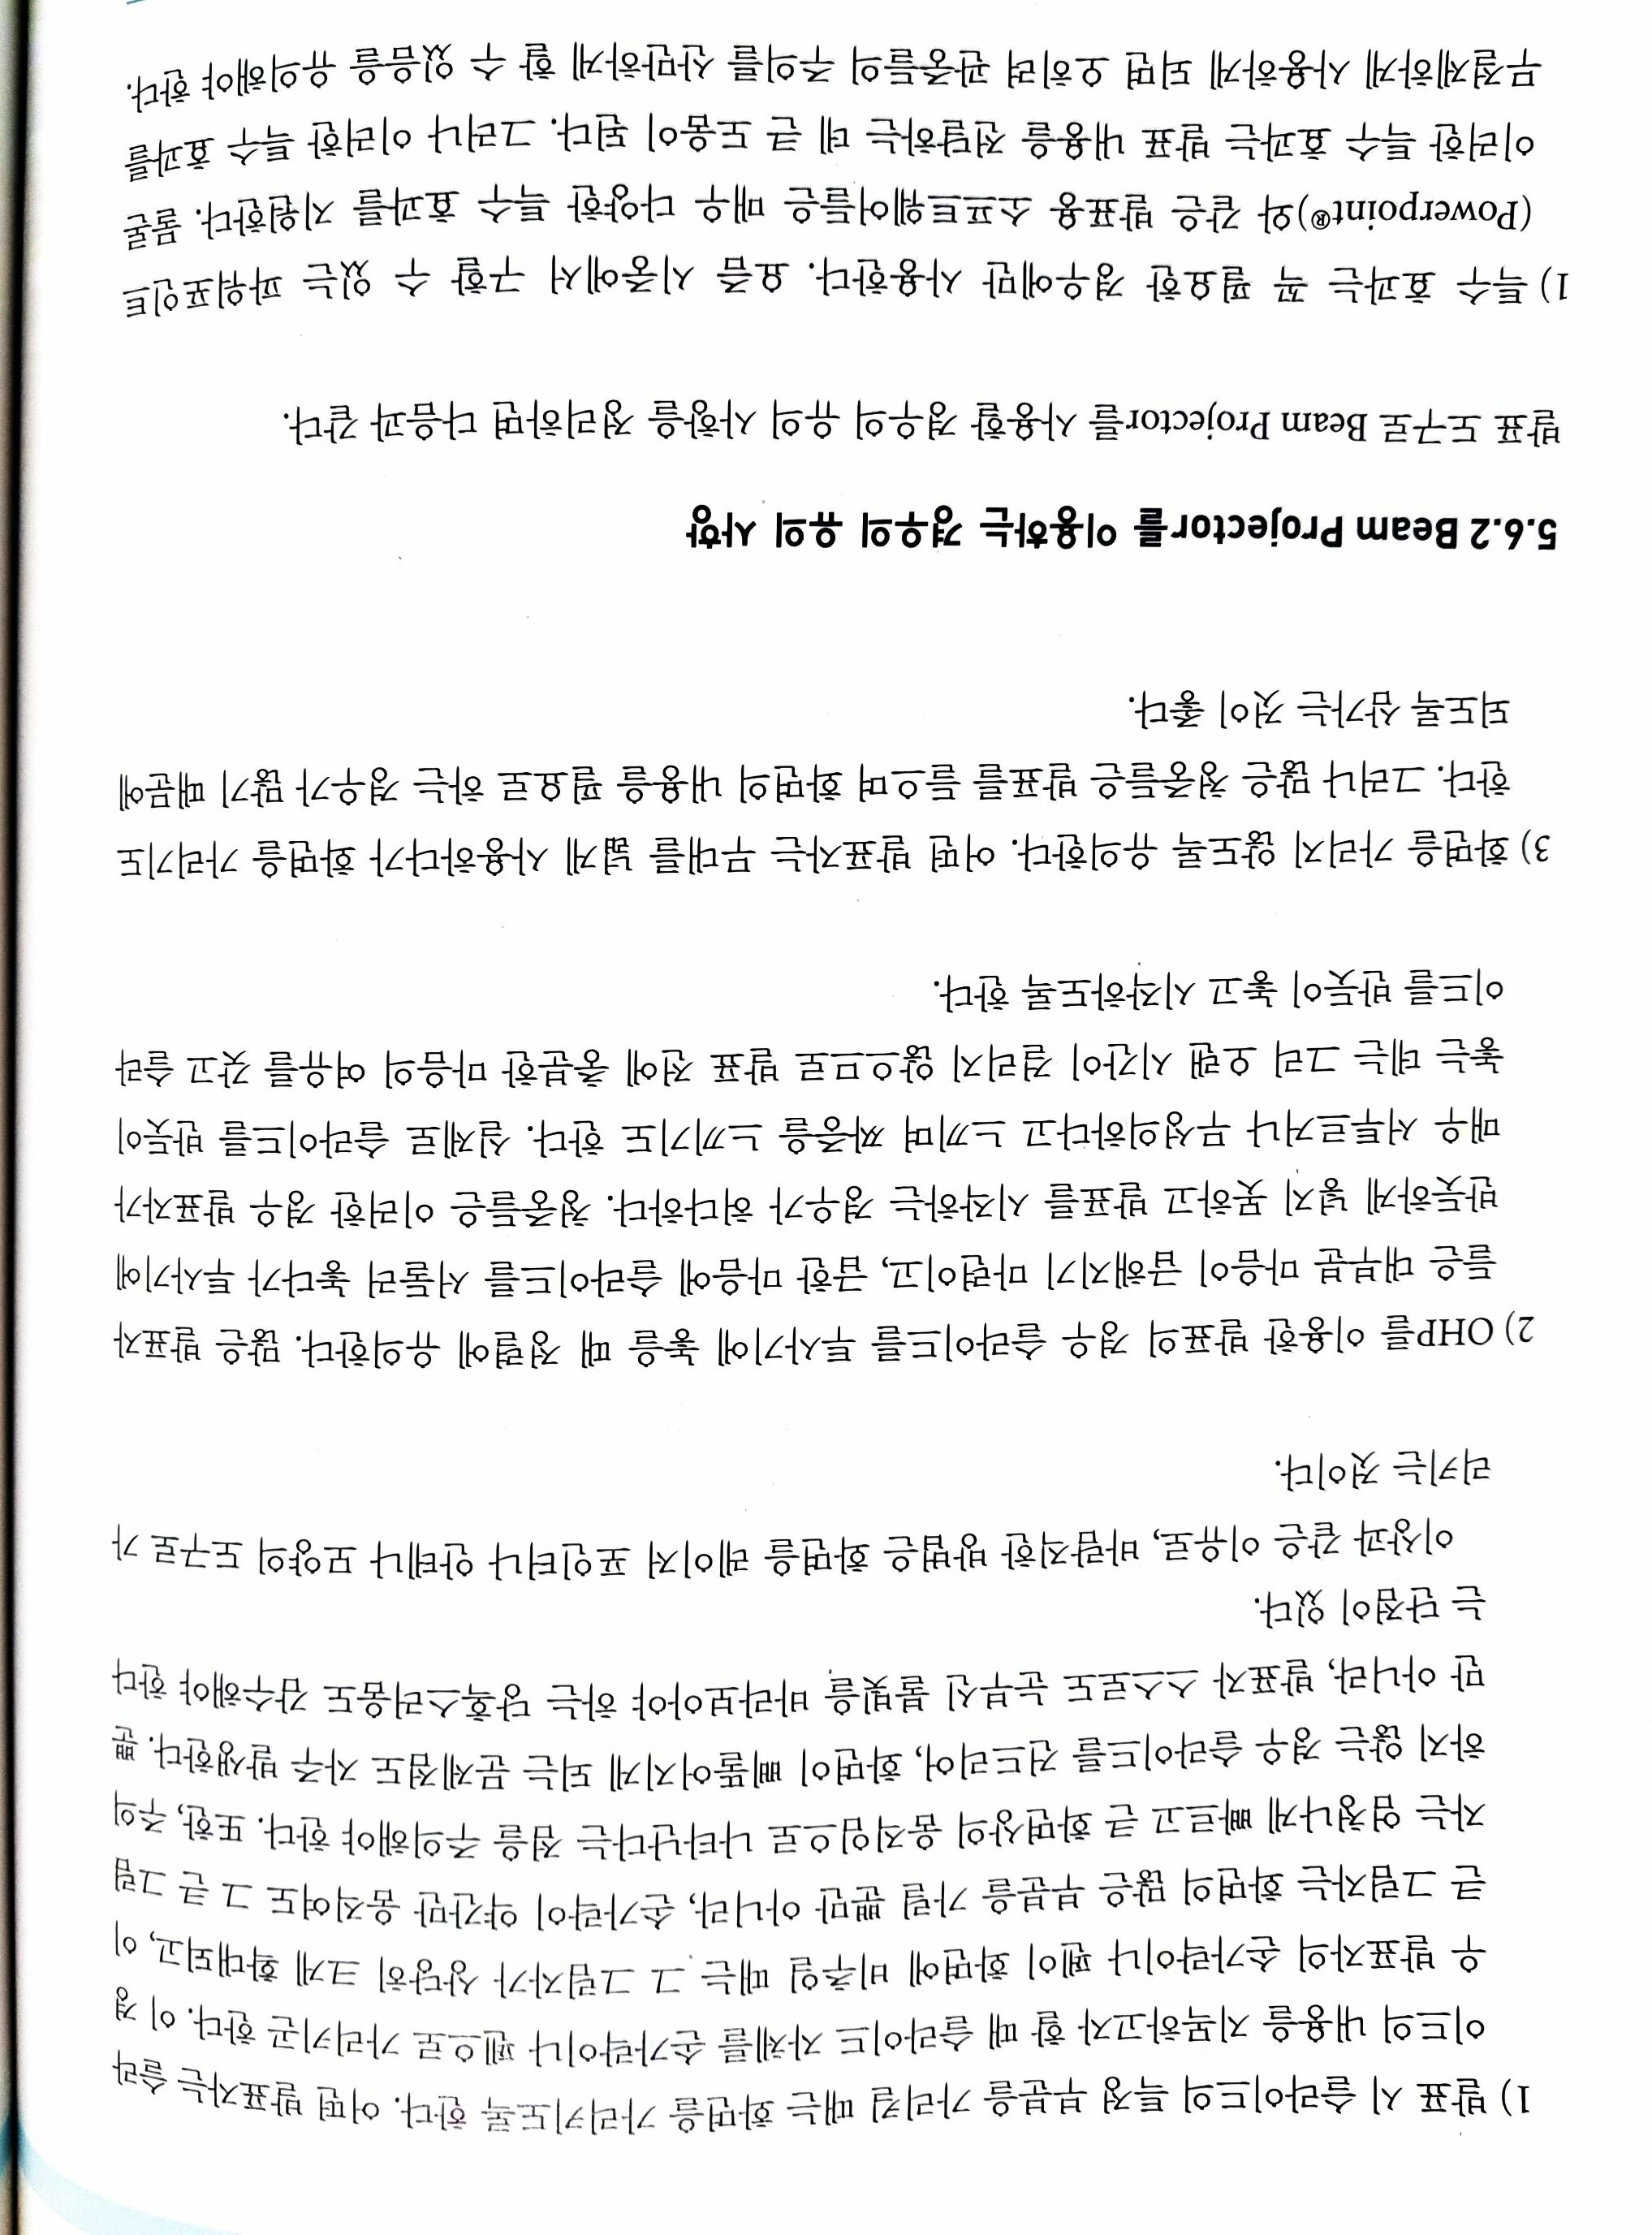 1) 발표 시 슬라이드의 특정 부분을 가리킬 때는 화면을 가리키도록 한다. 어떤 발표자는 슬라
이드의 내용을 지목하고자 할 때 슬라이드 자체를 손가락이나 펜으로 가리키곤 한다. 이 경
우 발표자의 손가락이나 펜이 화면에 비추일 때는 그 그림자가 상당히 크게 확대되고, 이
큰 그림자는 화면의 많은 부분을 가릴 뿐만 아니라, 손가락이 약간만 움직여도 그 큰 그림
자는 엄청나게 빠르고 큰 화면상의 움직임으로 나타난다는 점을 주의해야 한다. 또한, 주의
하지 않는 경우 슬라이드를 건드리어, 화면이 삐뚤어지게 되는 문제점도 자주 발생한다. 뿐
만 아니라, 발표자 스스로도 눈부신 불빛을 바라보아야 하는 당혹스러움도 감수해야 한다
는 단점이 있다.
이상과 같은 이유로, 바람직한 방법은 화면을 레이저 포인터나 안테나 모양의 도구로 가
리키는 것이다.
2) OHP를 이용한 발표의 경우 슬라이드를 투사기에 놓을 때 정렬에 유의한다. 많은 발표자
들은 대부분 마음이 급해지기 마련이고, 급한 마음에 슬라이드를 서둘러 놓다가 투사기에
반듯하게 넣지 못하고 발표를 시작하는 경우가 허다하다. 청중들은 이러한 경우 발표자가
매우 서투르거나 무성의하다고 느끼며 짜증을 느끼기도 한다. 실제로 슬라이드를 반듯이
놓는 데는 그리 오랜 시간이 걸리지 않으므로 발표 전에 충분한 마음의 여유를 갖고 슬라
이드를 반듯이 놓고 시작하도록 한다.
3) 화면을 가리지 않도록 유의한다. 어떤 발표자는 무대를 넓게 사용하다가 화면을 가리기도
한다. 그러나 많은 청중들은 발표를 들으며 화면의 내용을 필요로 하는 경우가 많기 때문에
되도록 삼가는 것이 좋다.
5.6.2 Beam Projector를 이용하는 경우의 유의 사항
발표 도구로 Beam Projector를 사용할 경우의 유의 사항을 정리하면 다음과 같다.
1) 특수 효과는 꼭 필요한 경우에만 사용한다. 요즘 시중에서 구할 수 있는 파워포인트
(Powerpoint®)와 같은 발표용 소프트웨어들은 매우 다양한 특수 효과를 지원한다. 물론
이러한 특수 효과는 발표 내용을 전달하는 데 큰 도움이 된다. 그러나 이러한 특수 효과를
무절제하게 사용하게 되면 오히려 관중들의 주의를 산만하게 할 수 있음을 유의해야 한다.